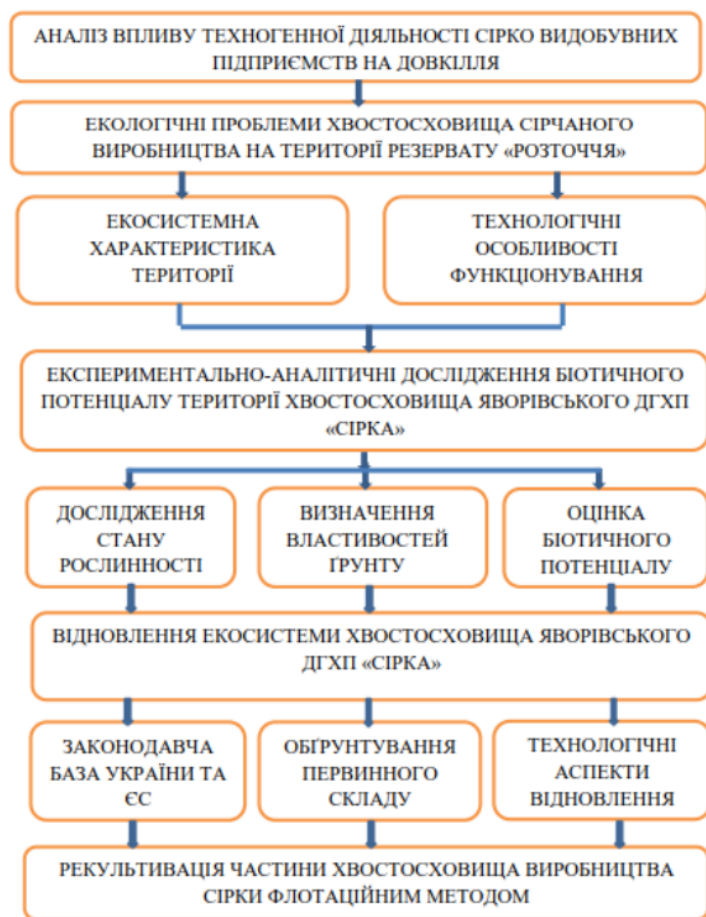 АНАЛІЗ ВПЛИВУ ТЕХНОГЕННОЇ ДІЯЛЬНОСТІ СІРКО ВИДОБУВНИХ
ПІДПРИЄМСТВ НА ДОВКІЛЛЯ
ЕКОЛОГІЧНІ ПРОБЛЕМИ ХВОСТОСХОВИЩА СІРЧАНОГО
ВИРОБНИЦТВА НА ТЕРИТОРІЇ РЕЗЕРВАТУ «РОЗТОЧЧЯ»
ЕКОСИСТЕМНА
ХАРАКТЕРИСТИКА
ТЕРИТОРІЇ
ТЕХНОЛОГІЧНІ
ОСОБЛИВОСТІ
ФУНКЦІОНУВАННЯ
ЕКСПЕРИМЕНТАЛЬНО-АНАЛІТИЧНІ ДОСЛІДЖЕННЯ БІОТИЧНОГО
ПОТЕНЦІАЛУ ТЕРИТОРІЇ ХВОСТОСХОВИЩА ЯВОРІВСЬКОГО ДГХП
«СІРКА»
ДОСЛІДЖЕННЯ
СТАНУ
РОСЛИННОСТІ
ВИЗНАЧЕННЯ
ВЛАСТИВОСТЕЙ
ҐРУНТУ
ОЦІНКА
БІОТИЧНОГО
ПОТЕНЦІАЛУ
ВІДНОВЛЕННЯ ЕКОСИСТЕМИ ХВОСТОСХОВИЩА ЯВОРІВСЬКОГО
ДГХП «СІРКА»
ЗАКОНОДАВЧА
БАЗА УКРАЇНИ ТА
ЄС
ОБҐРУНТУВАННЯ
ПЕРВИННОГО
СКЛАДУ
ТЕХНОЛОГІЧНІ
АСПЕКТИ
ВІДНОВЛЕННЯ
РЕКУЛЬТИВАЦІЯ ЧАСТИНИ ХВОСТОСХОВИЩА ВИРОБНИЦТВА
СІРКИ ФЛОТАЦІЙНИМ МЕТОДОМ